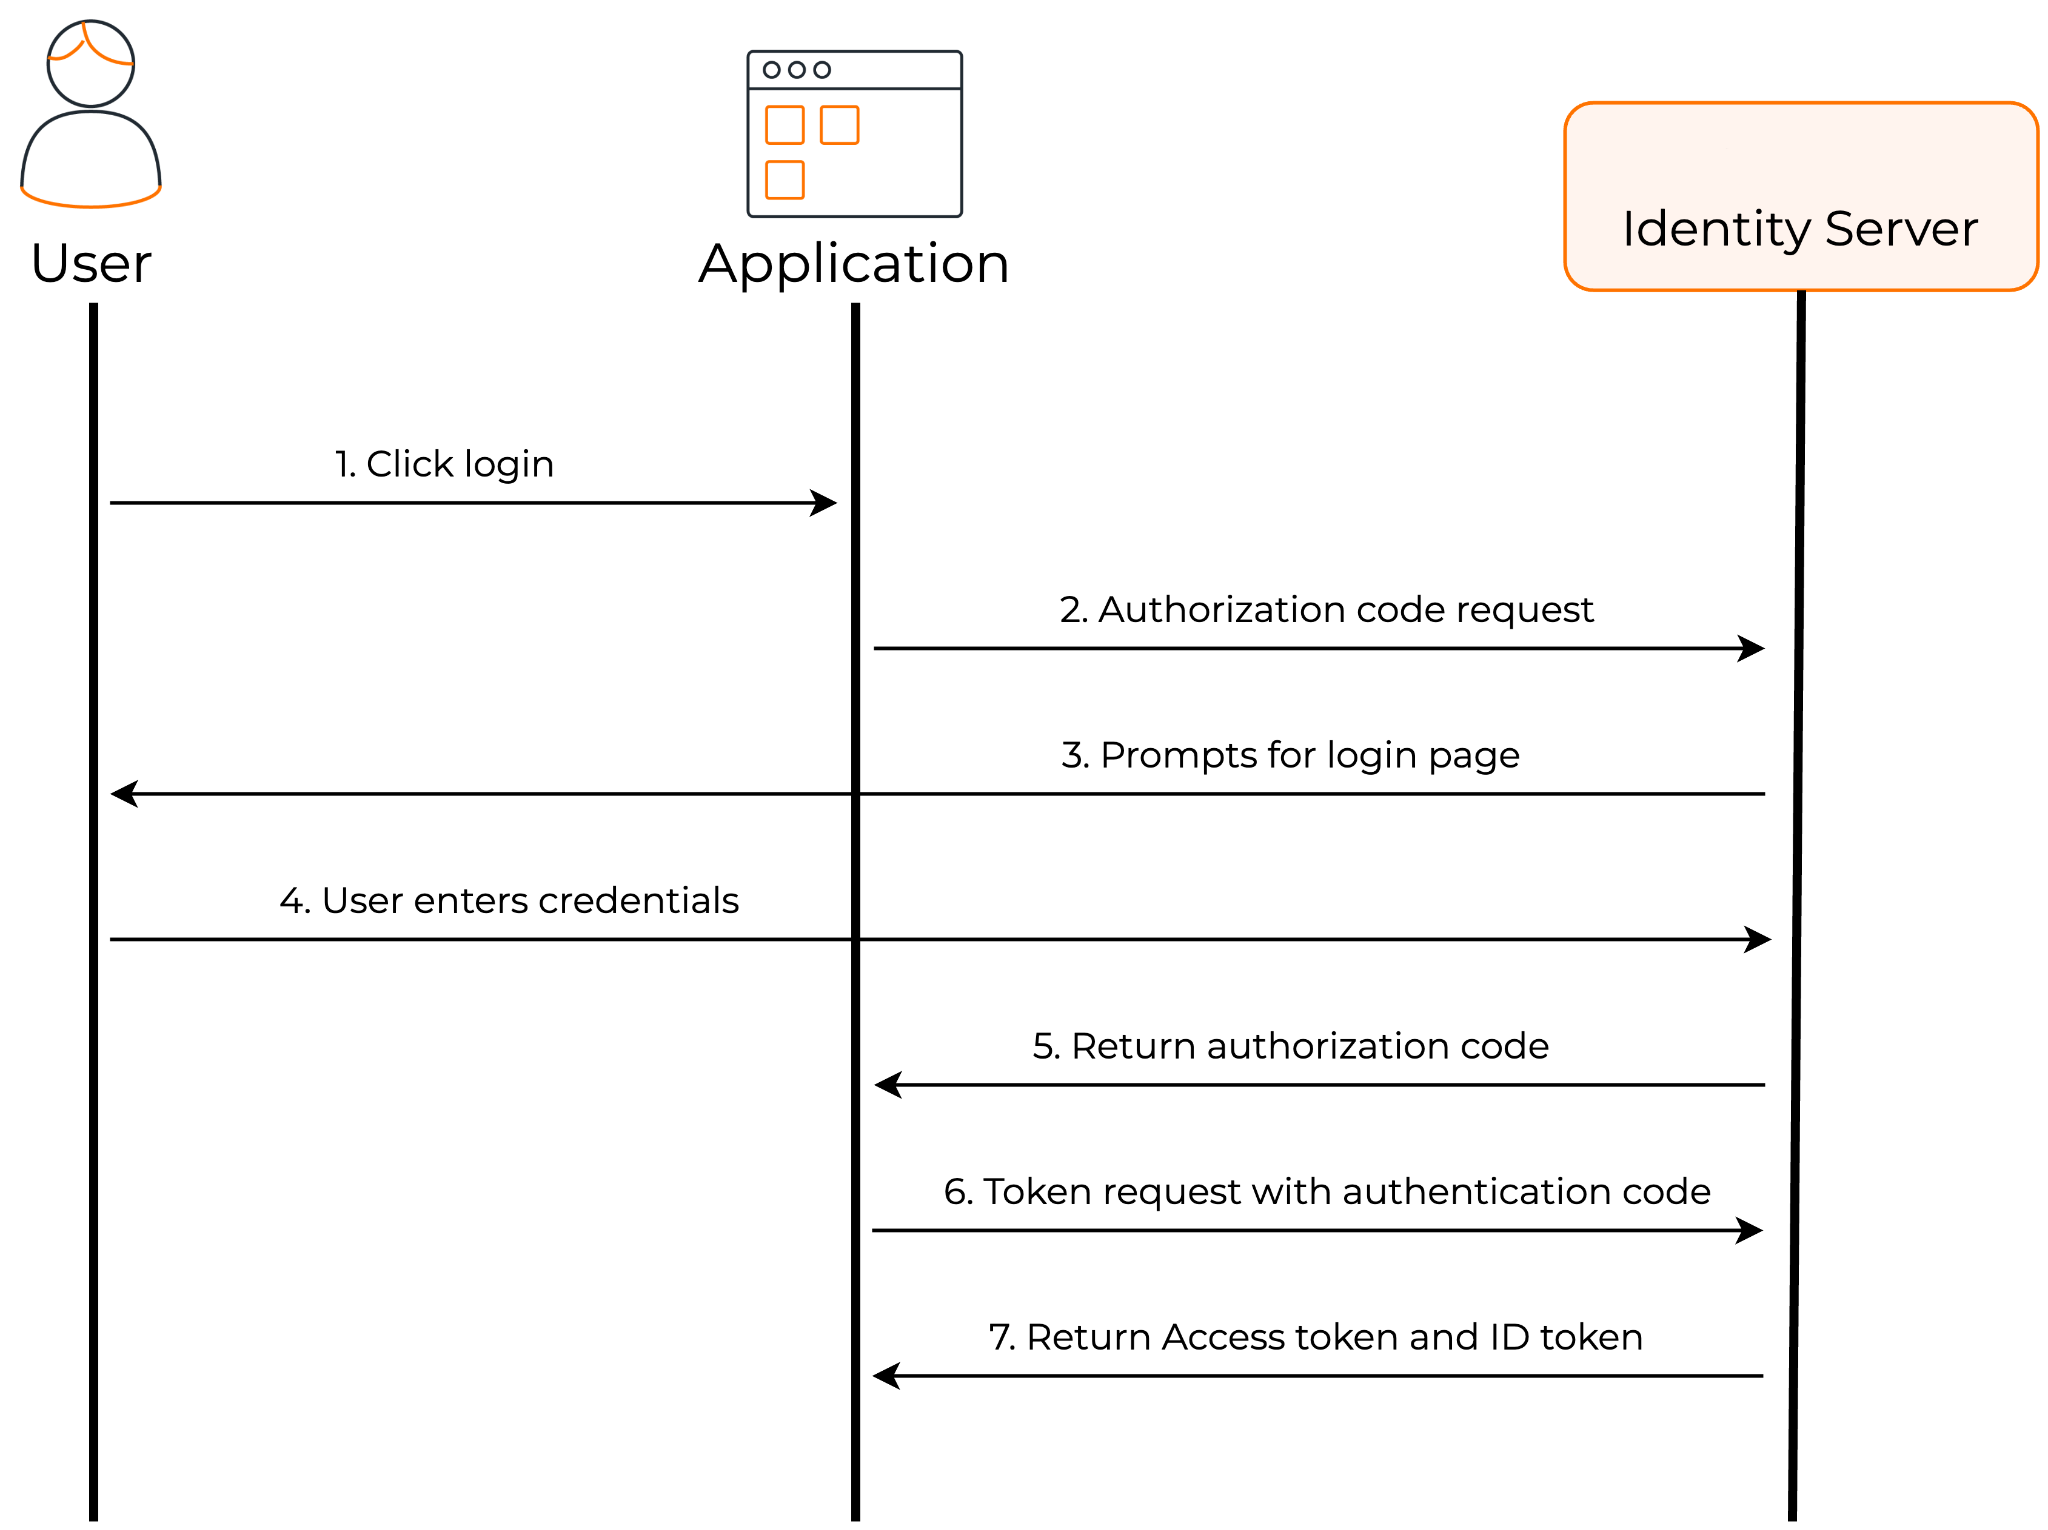 User
Application
Identity Server
1. Click login
2. Authorization code request
3. Prompts for login page
4. User enters credentials
5. Return authorization code
6. Token request with authentication code
7. Return Access token and ID token